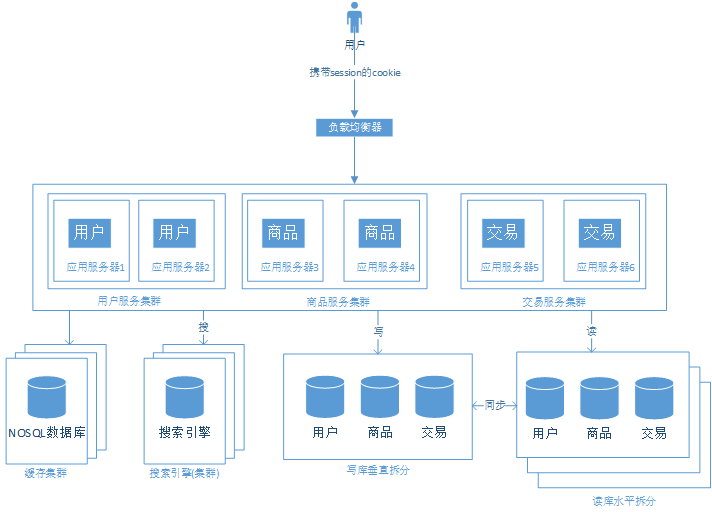 用户
携带session的cookie
负载均衡器
用户
用户
商品
商品
交易
交易
应用服务器1
应用服务器2
应用服务器3
应用服务器4
应用服务器5
应用服务器6
用户服务集群
商品服务集群
交易服务集群
搜
写
读
NOSQL数据库
搜索引擎
用户
商品
交易
同步
用户
商品
交易
缓存集群
搜索引擎(集群)
写库垂直拆分
读库水平拆分